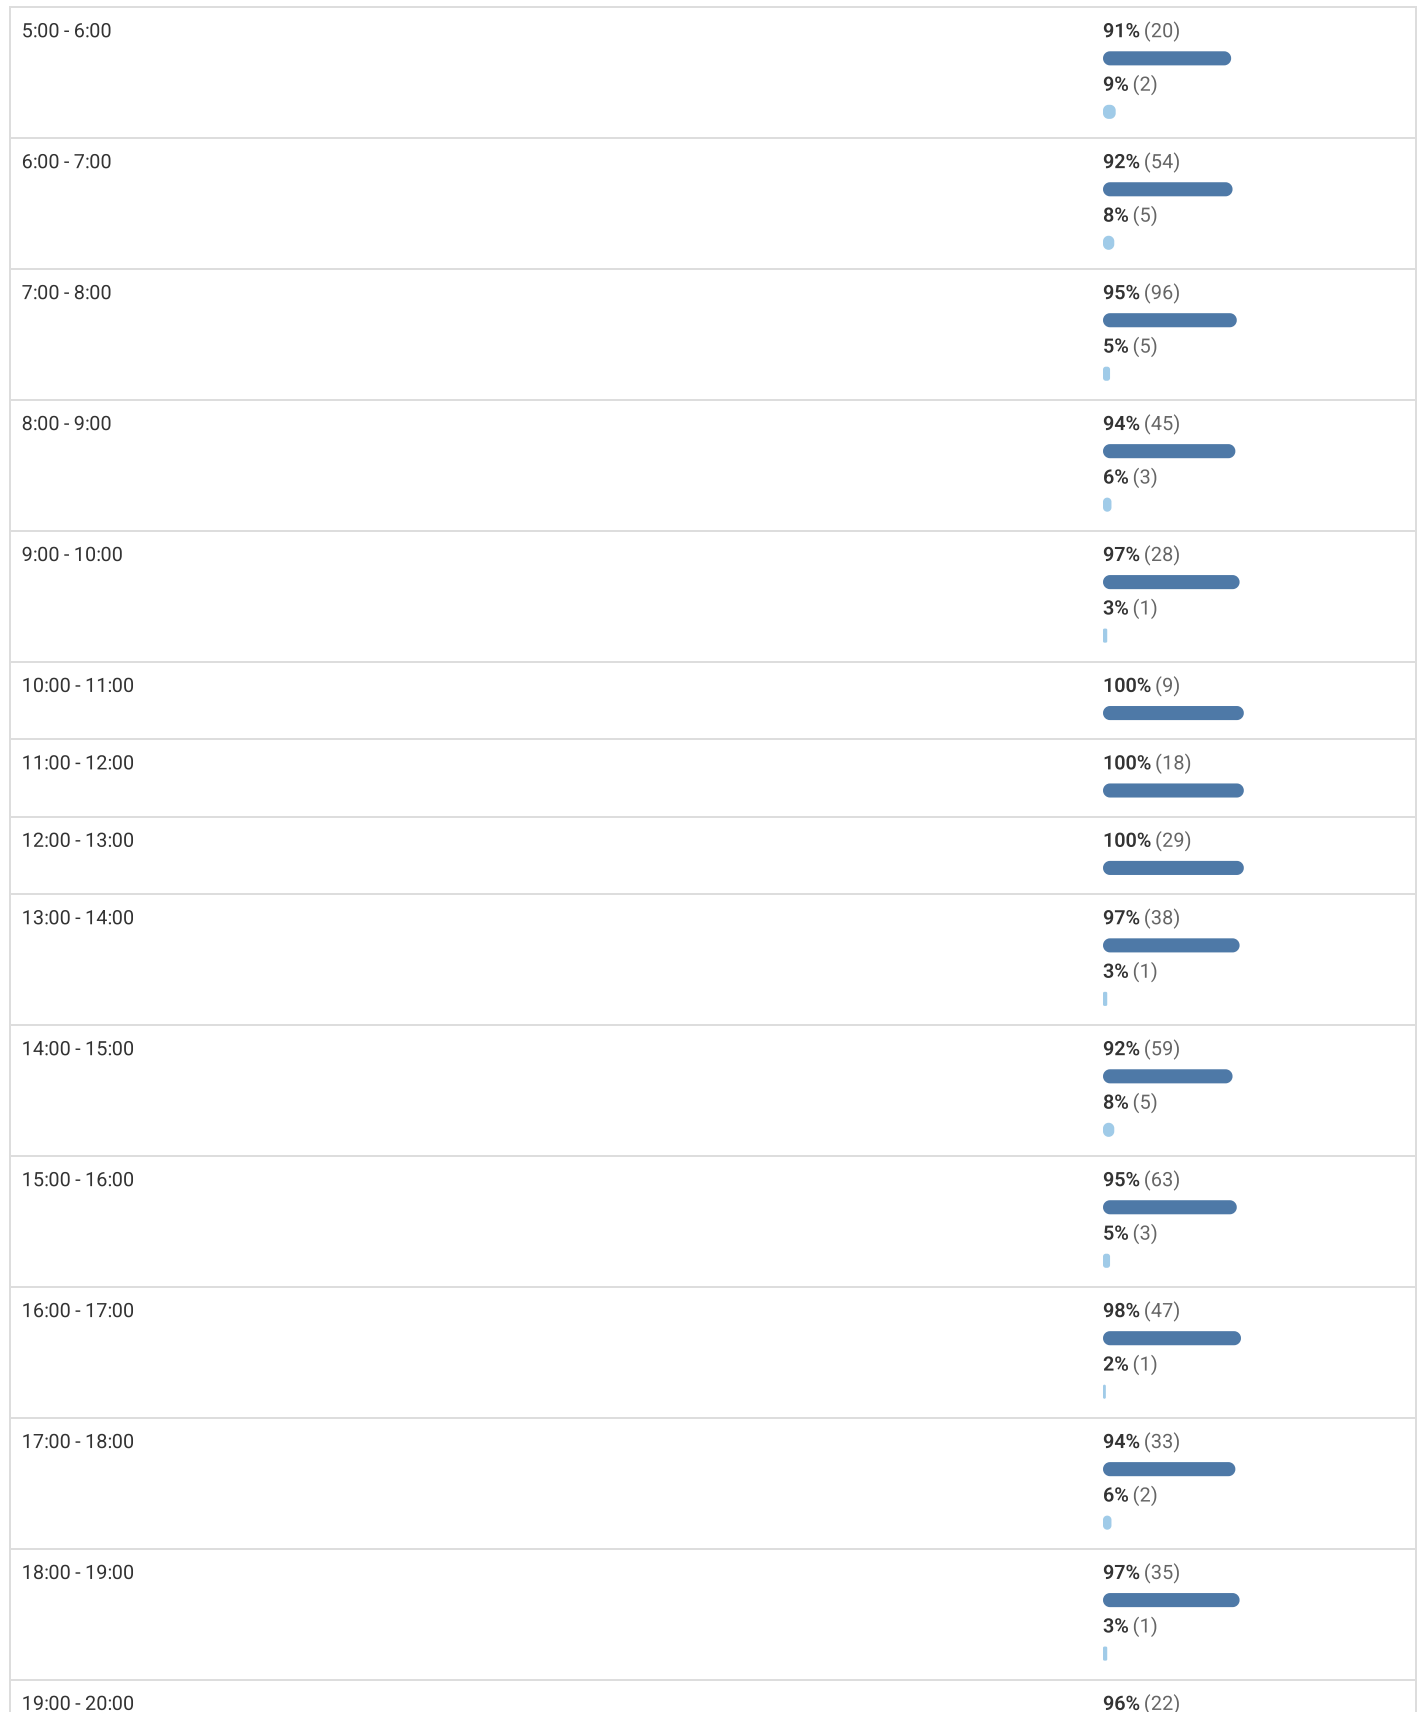 5:00 - 6:00 91% (20)
9% (2)
6:00 - 7:00 92% (54)
8% (5)
7:00 - 8:00 95% (96)
5% (5)
8:00 - 9:00 94% (45)
6% (3)
9:00 - 10:00 97% (28)
3% (1)
10:00 - 11:00 100% (9)
11:00 - 12:00 100% (18)
12:00 - 13:00 100% (29)
13:00 - 14:00 97% (38)
3% (1)
14:00 - 15:00 92% (59)
8% (5)
15:00 - 16:00 95% (63)
5% (3)
16:00 - 17:00 98% (47)
2% (1)
17:00 - 18:00 94% (33)
6% (2)
18:00 - 19:00 97% (35)
3% (1)
19:00 - 20:00 96% (22)